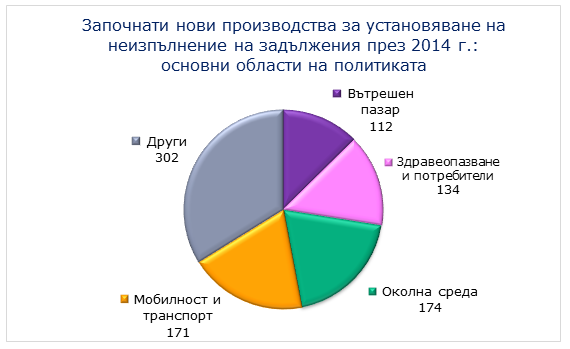 Започнати нови производства за установяване на
неизпълнение на задължения през 2014 г.:
основни области на политиката
Вътрешен
пазар
112
Здравеопазване
и потребители
134
Околна среда
174
Мобилност и
транспорт
171
Други
302